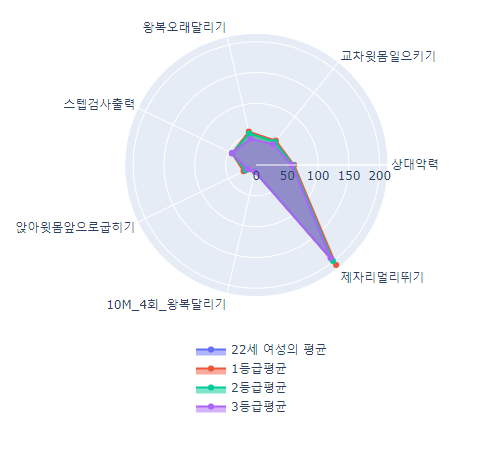 왕복오래달리기
교차윗몸일으키기
스텝검사출력
상대악력
0 50 100 150 200
앉아윗몸앞으로굽히기
제자리멀리뛰기
10M_4회_왕복달리기
22세 여성의 평균
1등급평균
2등급평균
3등급평균